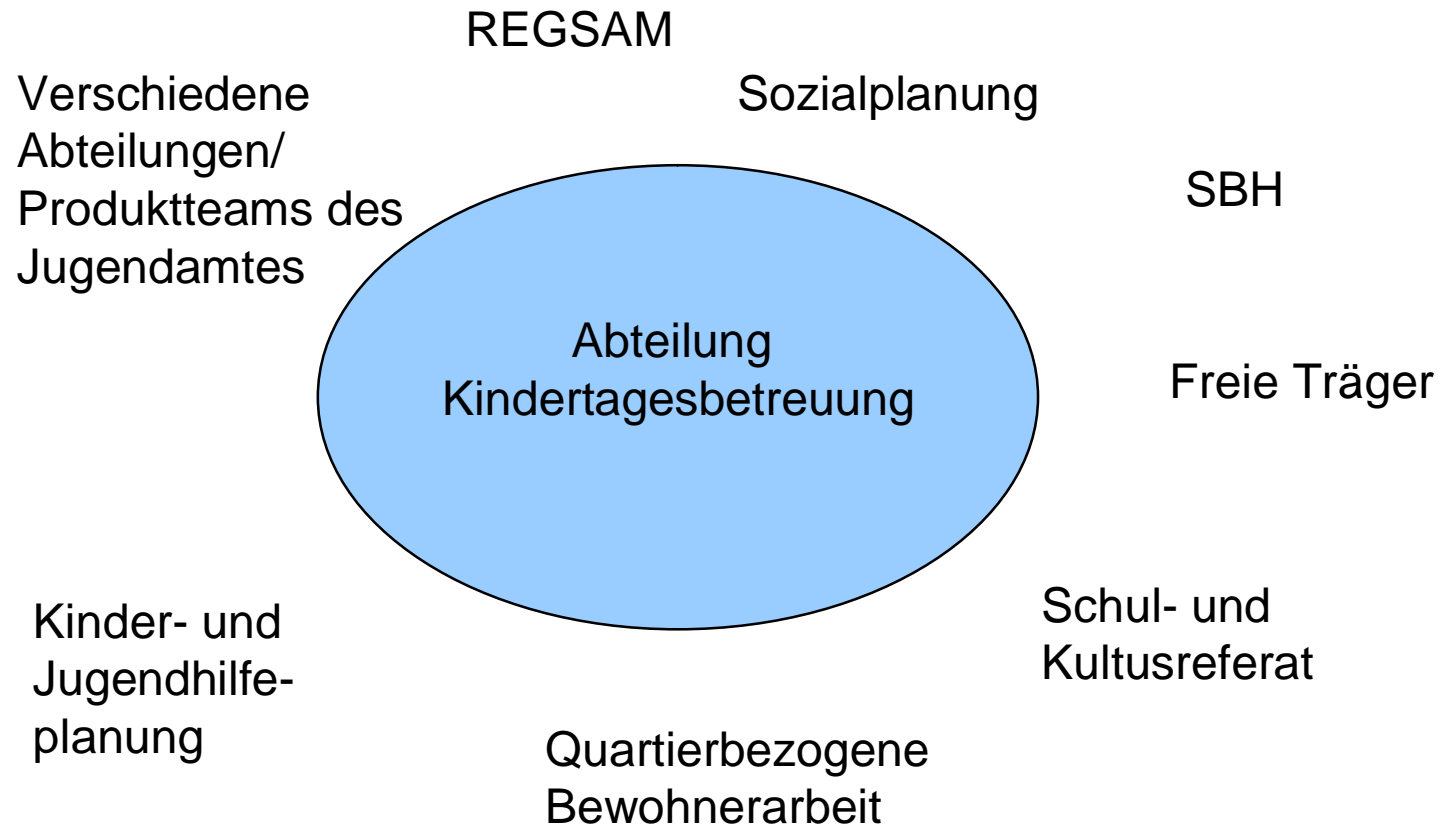 REGSAM
Verschiedene
Abteilungen/
Produktteams des
Jugendamtes
Sozialplanung
SBH
Abteilung
Kindertagesbetreuung
Freie Träger
Kinder- und
Jugendhilfe-
planung
Schul- und
Kultusreferat
Quartierbezogene
Bewohnerarbeit